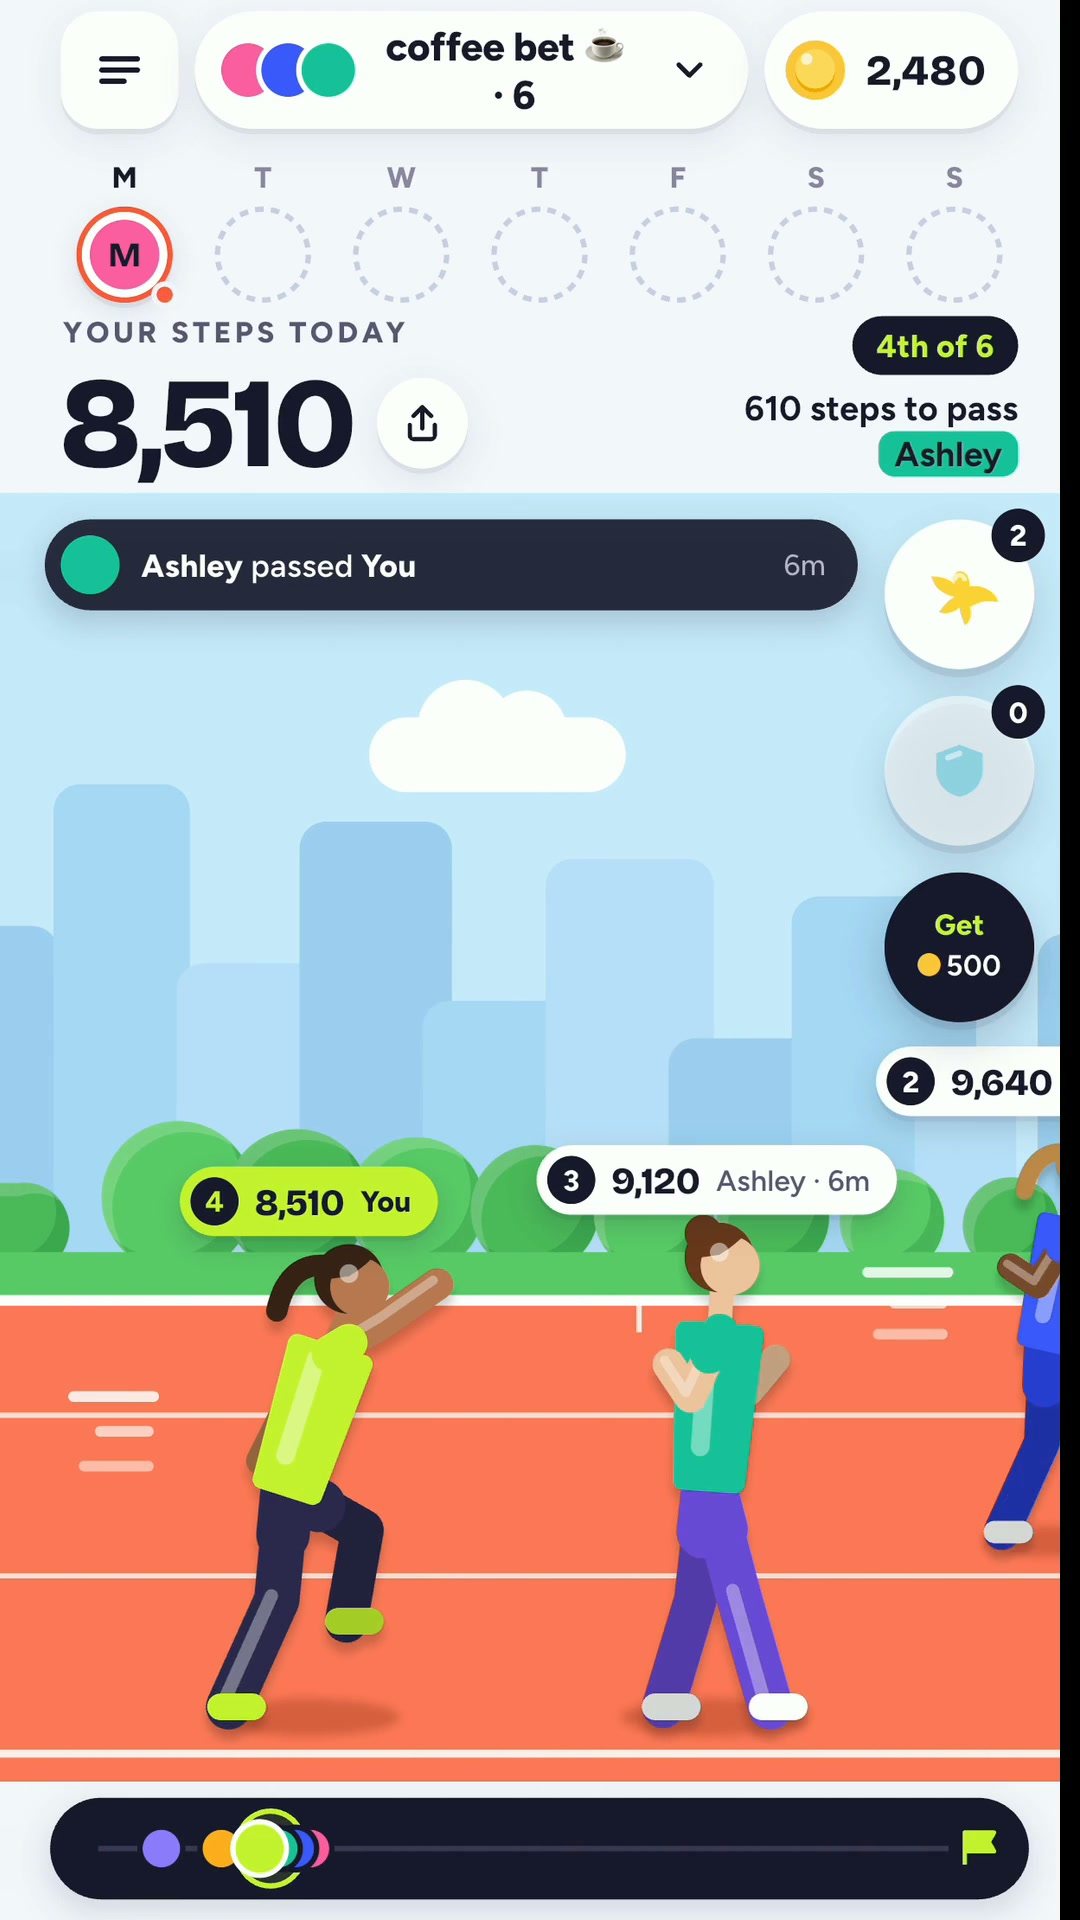 coffee bet ☕
· 6
2,480
M T W T F S S
M
YOUR STEPS TODAY
8,510
4th of 6
610 steps to pass
Ashley
Ashley passed You 6m
2
0
Get
500
2 9,640
3 9,120 Ashley · 6m
4 8,510 You